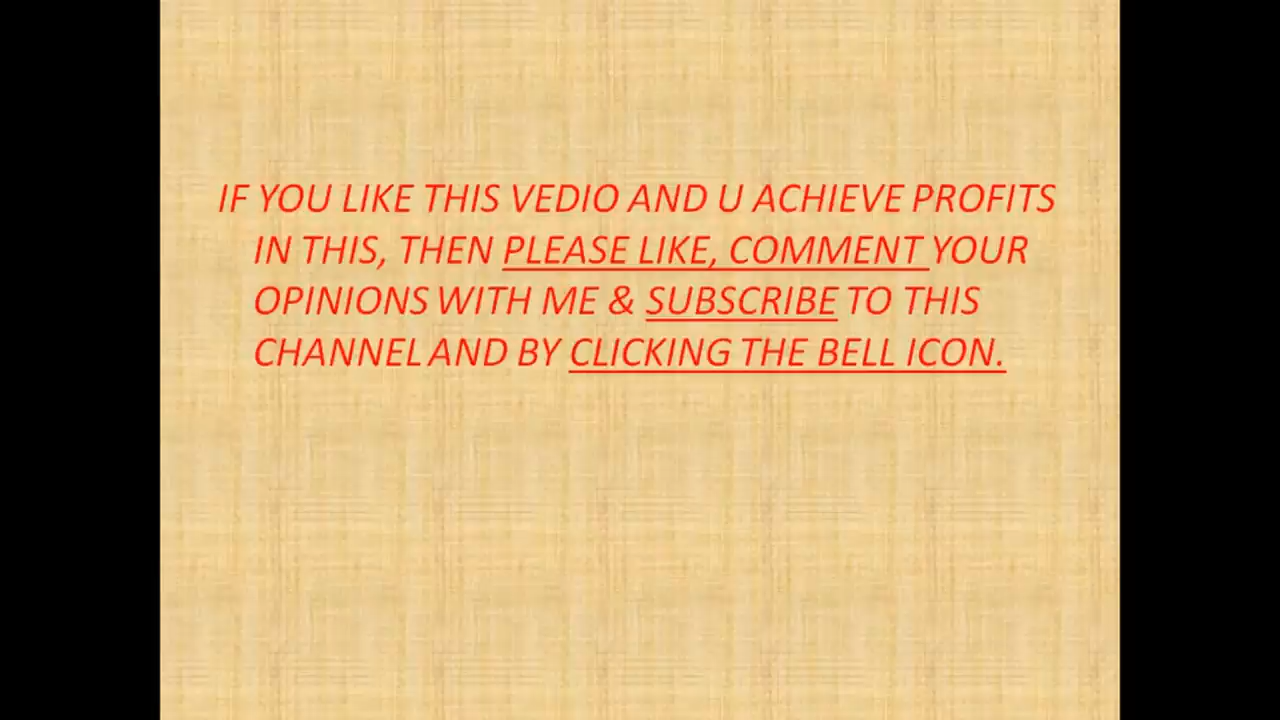 IF YOU LIKE THIS VEDIO AND U ACHIEVE PROFITS
IN THIS, THEN PLEASE LIKE, COMMENT YOUR
OPINIONS WITH ME & SUBSCRIBE TO THIS
CHANNEL AND BY CLICKING THE BELL ICON.